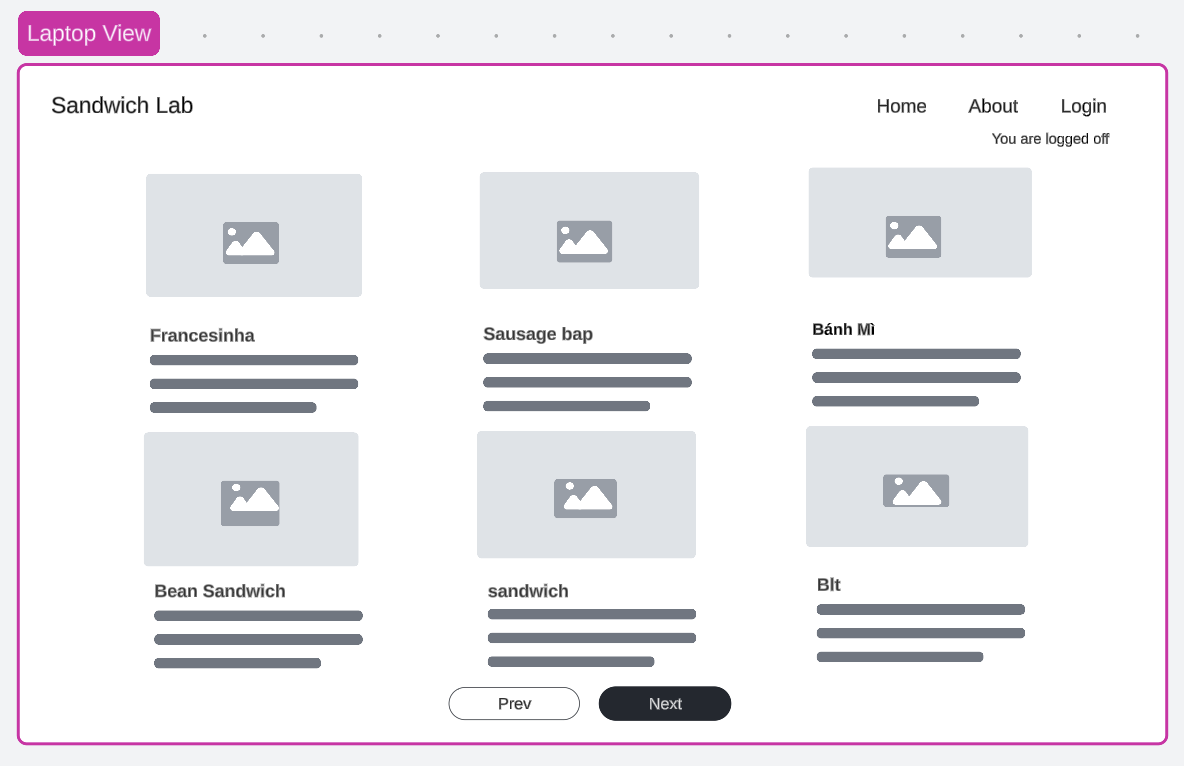 Laptop View
Sandwich Lab
Home About Login
You are logged off
Francesinha
Sausage bap
Bánh Mì
Bean Sandwich
sandwich
Blt
Prev
Next